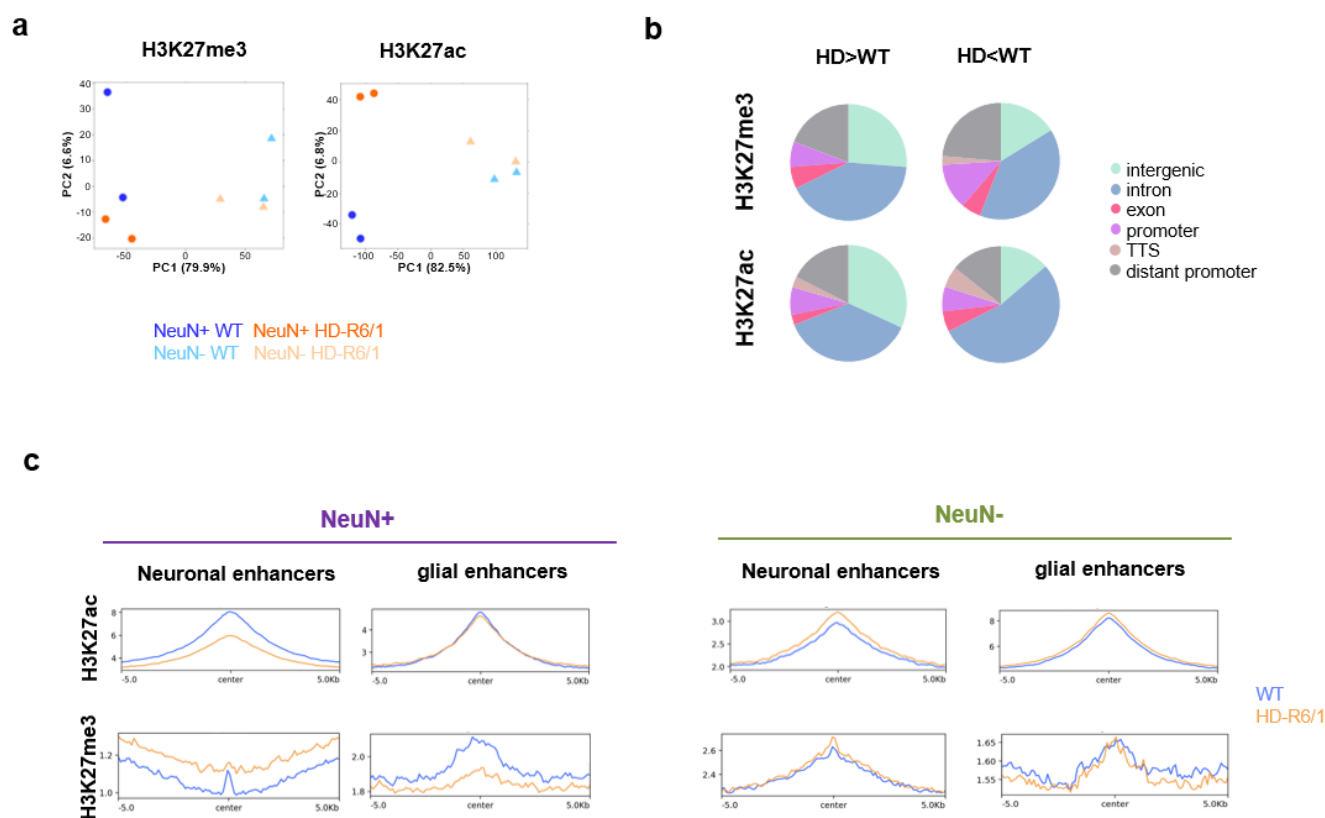 a
H3K27me3
H3K27ac
40
30
20
10
0
-10
-20
PC2 (6.6%)
-50
0
50
PC1 (79.9%)
40
20
0
-20
-40
PC2 (6.8%)
-100
-50
0
50
100
PC1 (82.5%)
NeuN+ WT NeuN+ HD-R6/1
NeuN- WT NeuN- HD-R6/1
b
HD>WT
HD<WT
H3K27me3
H3K27ac
intergenic
intron
exon
promoter
TTS
distant promoter
c
NeuN+
NeuN-
Neuronal enhancers
glial enhancers
Neuronal enhancers
glial enhancers
H3K27ac
8
6
4
-5.0
center
5.0Kb
4
3
-5.0
center
5.0Kb
3.0
2.5
2.0
-5.0
center
5.0Kb
8
6
-5.0
center
5.0Kb
WT
HD-R6/1
H3K27me3
1.2
1.0
-5.0
center
5.0Kb
2.0
1.8
-5.0
center
5.0Kb
2.6
2.4
-5.0
center
5.0Kb
1.65
1.60
1.55
-5.0
center
5.0Kb